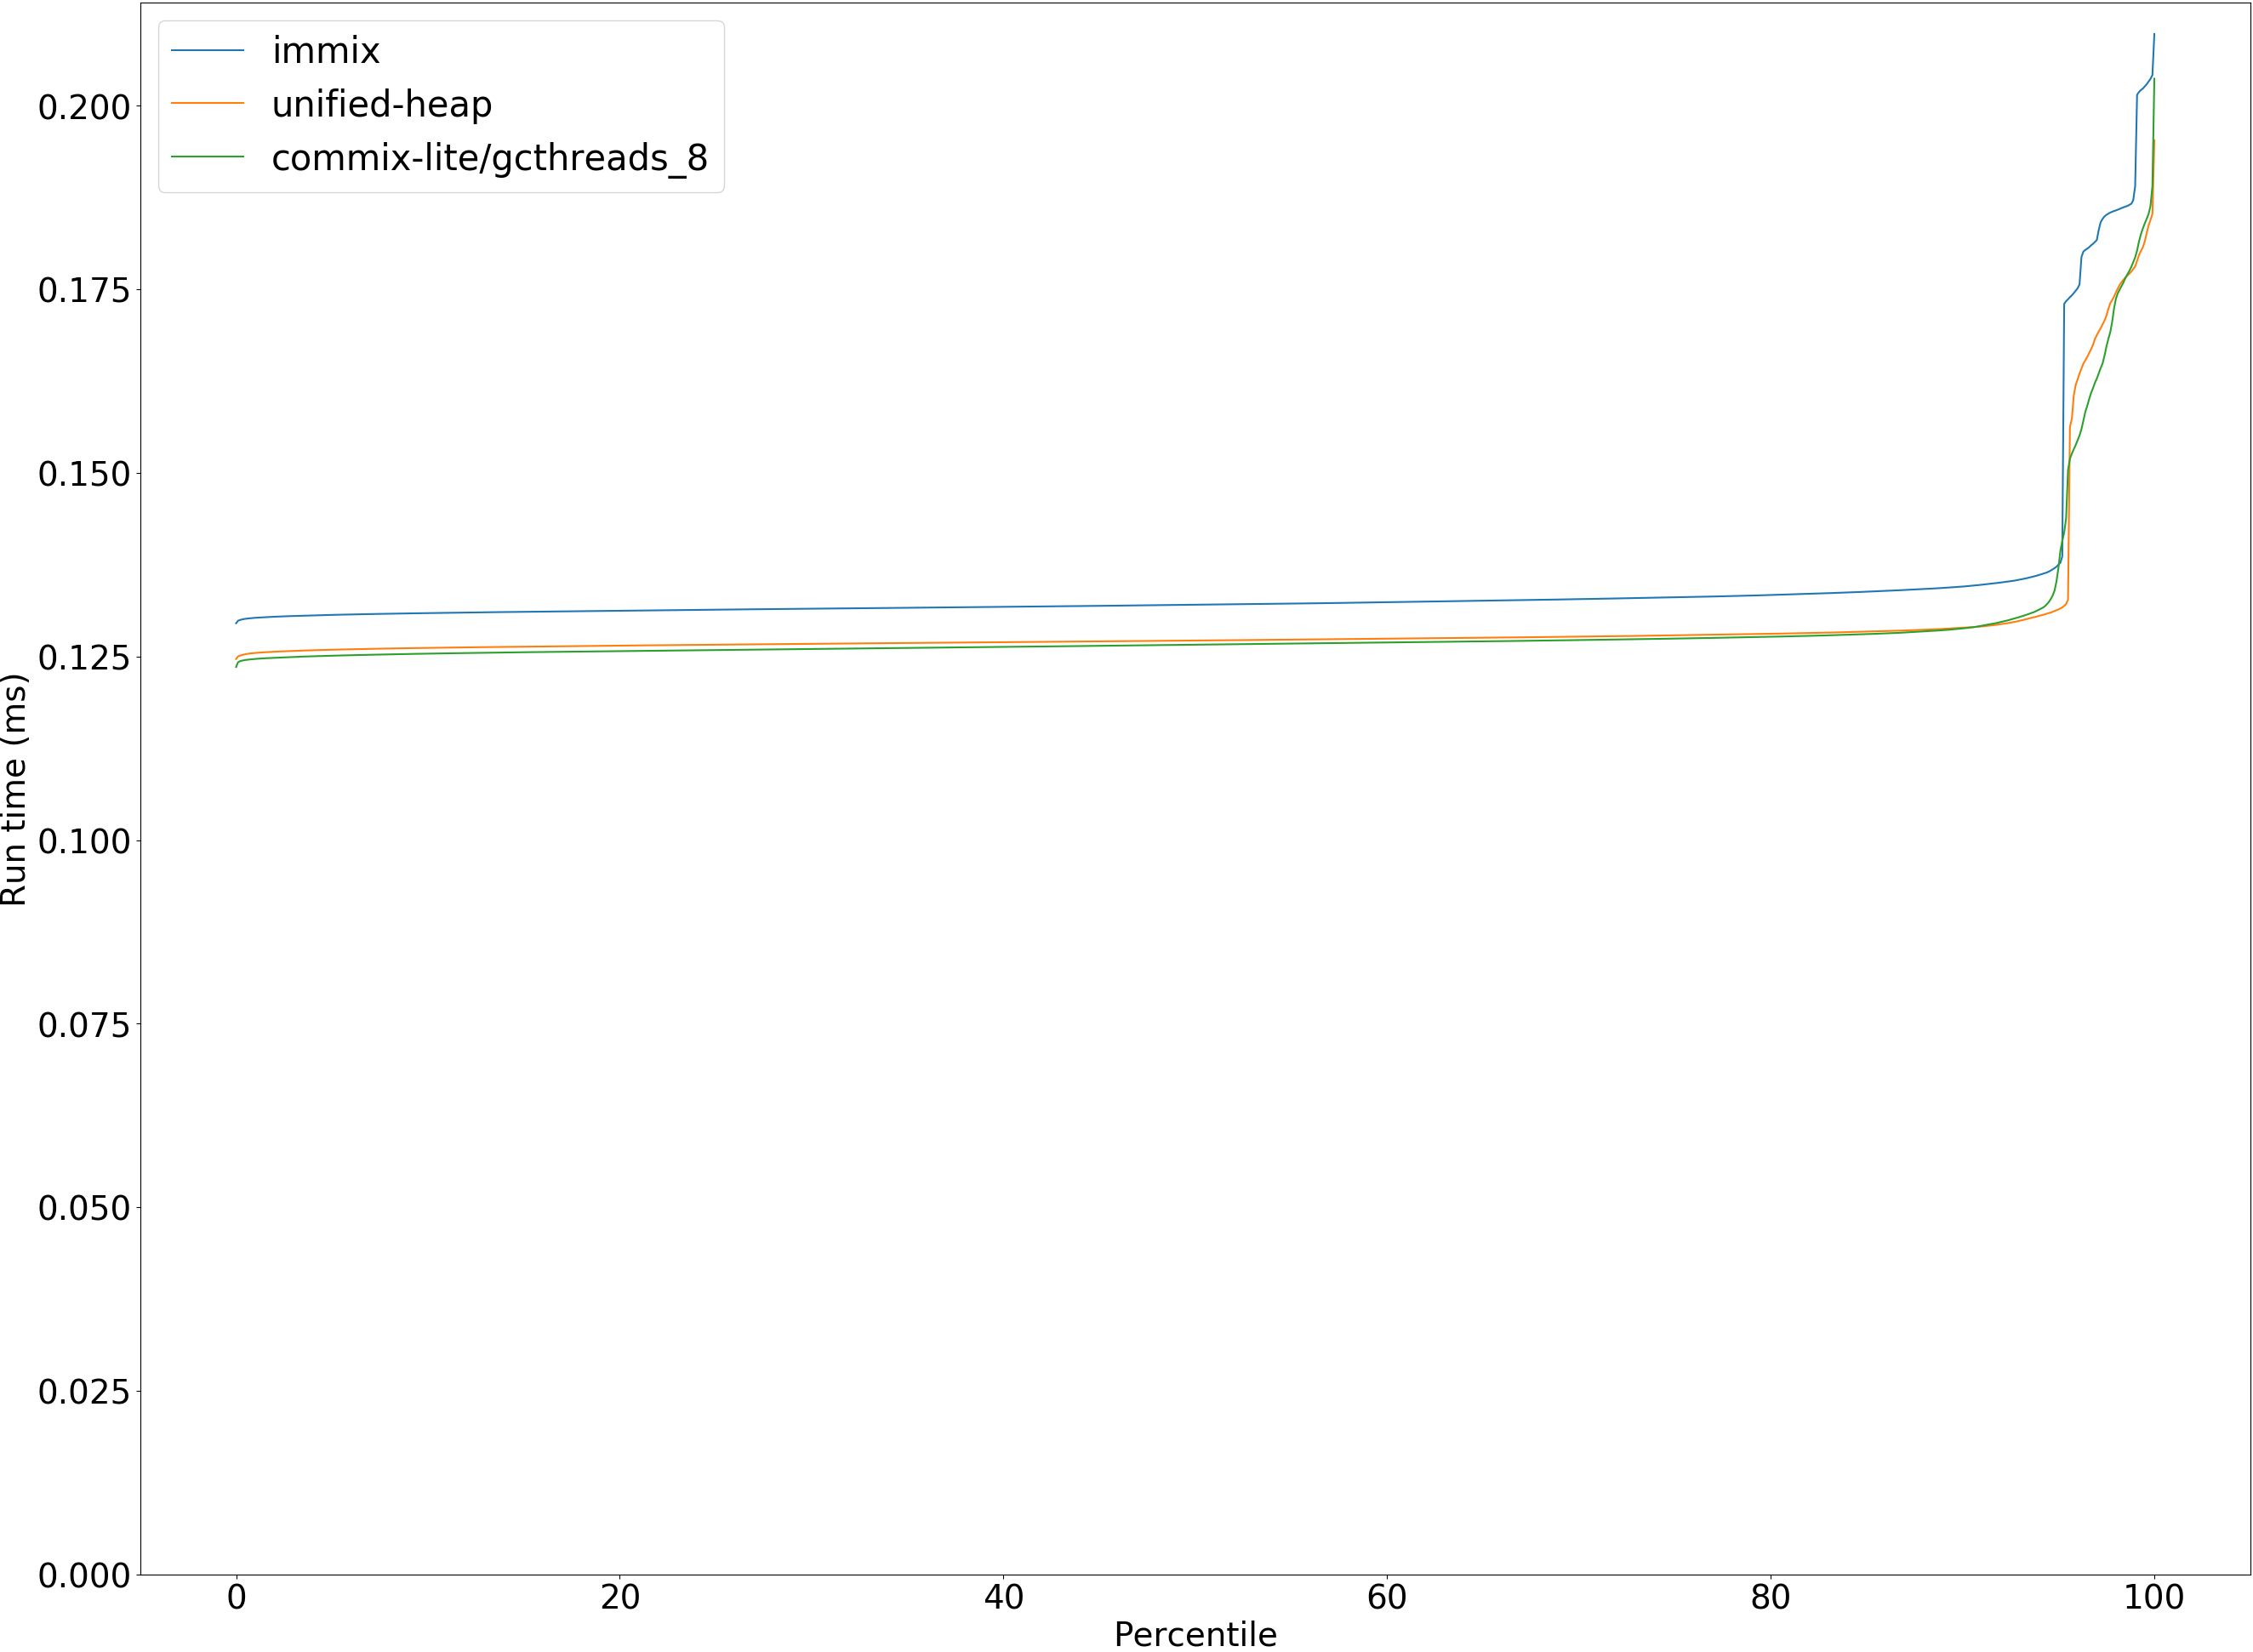 immix
unified-heap
commix-lite/gcthreads_8
0.200
0.175
0.150
0.125
0.100
0.075
0.050
0.025
0.000
Run time (ms)
0 20 40 60 80 100
Percentile